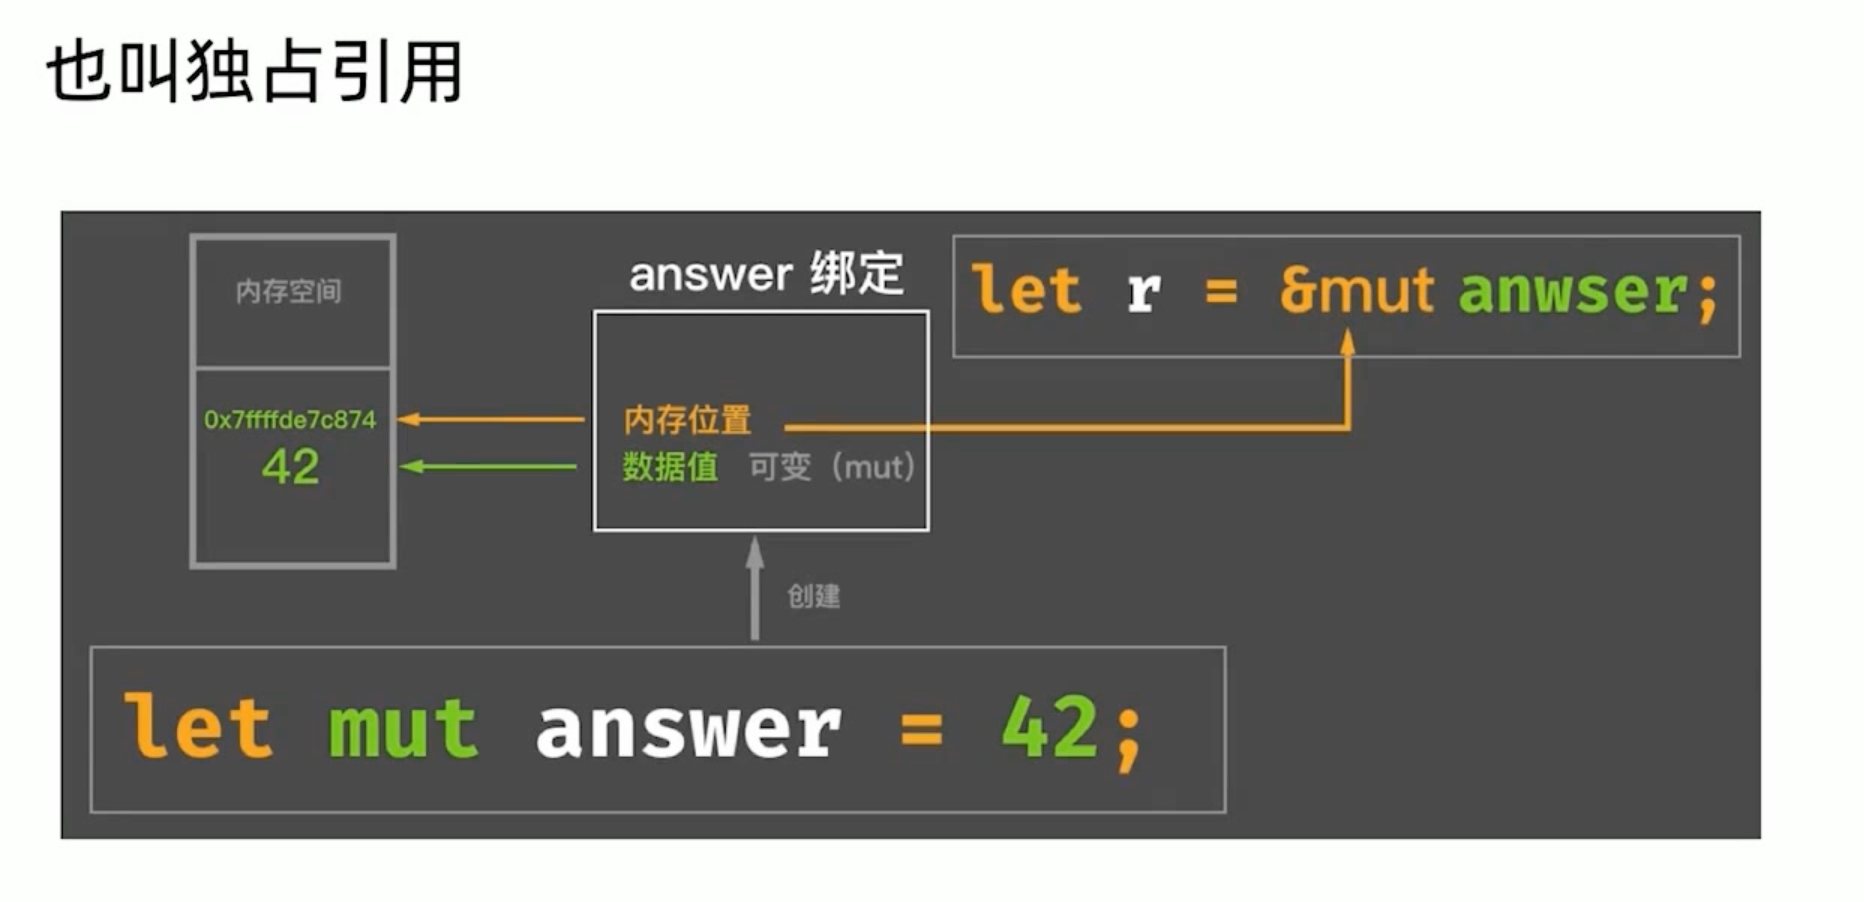 也叫独占引用
内存空间
0x7ffffde7c874
42
answer 绑定
内存位置
数据值 可变（mut）
let r = &mut anwser;
创建
let mut answer = 42;